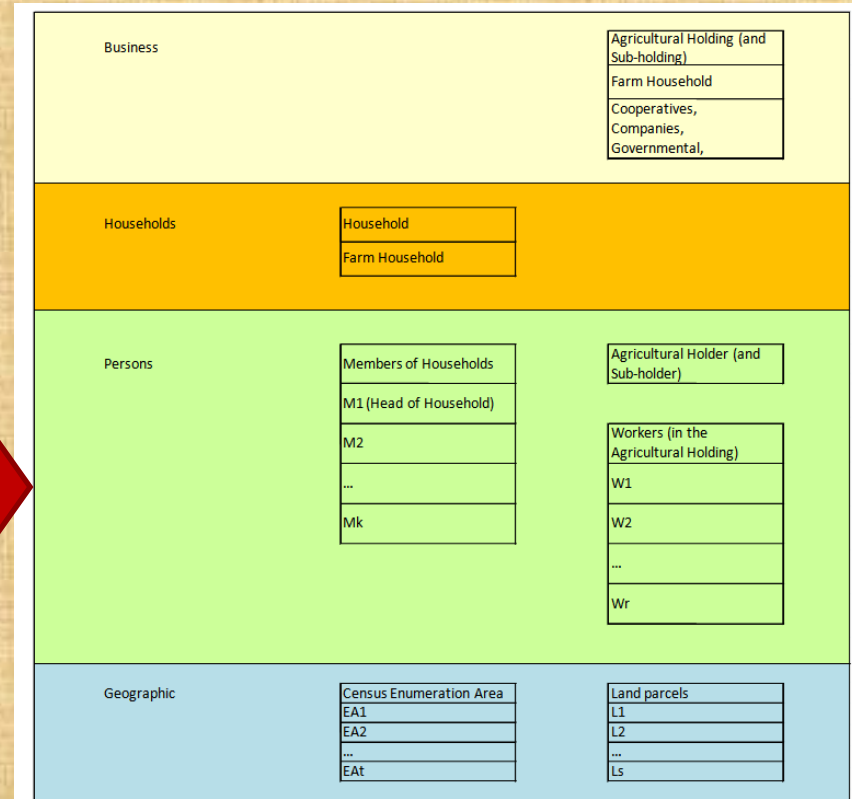 Business
Agricultural Holding (and
Sub-holding)
Farm Household
Cooperatives,
Companies,
Governmental,
Households
Household
Farm Household
Persons
Members of Households
M1 (Head of Household)
M2
...
Mk
Agricultural Holder (and
Sub-holder)
Workers (in the
Agricultural Holding)
W1
W2
...
Wr
Geographic
Census Enumeration Area
EA1
EA2
...
EAt
Land parcels
L1
L2
...
Ls